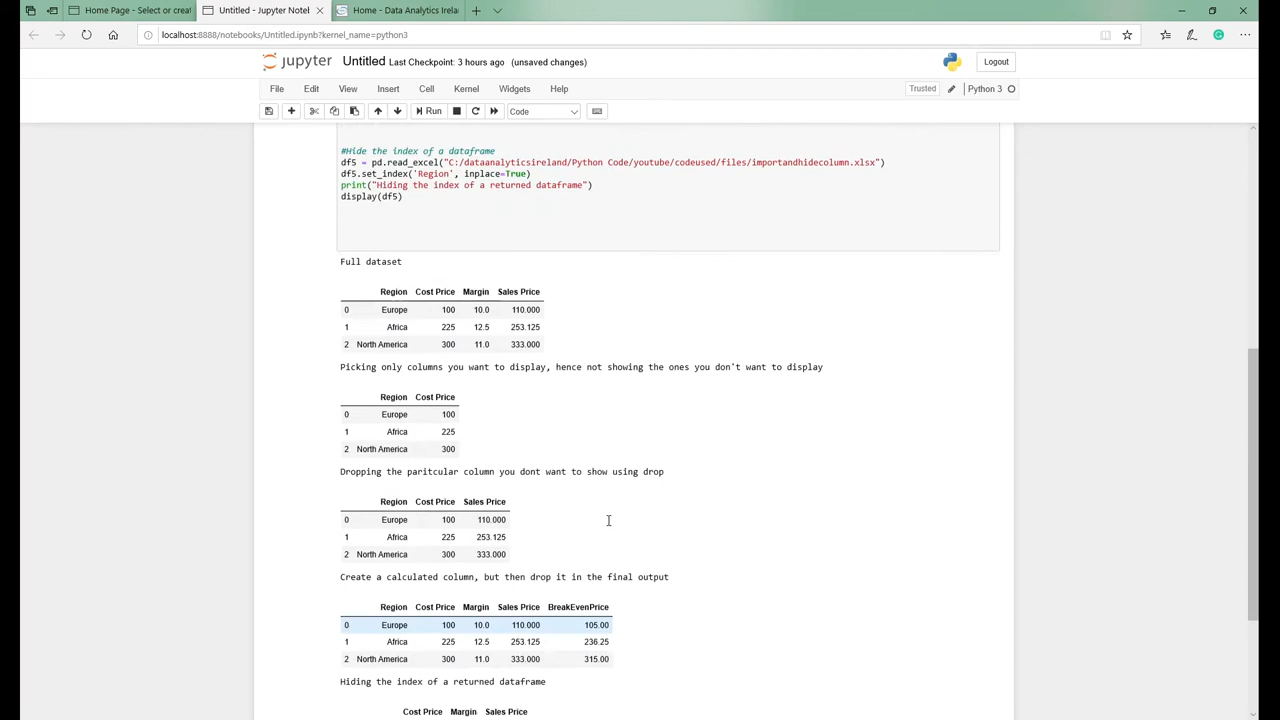 Home Page - Select or creat
Untitled - Jupyter Noteb
Home - Data Analytics Irelan
localhost:8888/notebooks/Untitled.ipynb?kernel_name=python3
jupyter Untitled Last Checkpoint: 3 hours ago (unsaved changes) Logout
File Edit View Insert Cell Kernel Widgets Help Trusted Python 3
Run Code
#Hide the index of a dataframe
df5 = pd.read_excel("C:/dataanalyticsireland/Python Code/youtube/codeused/files/importandhidecolumn.xlsx")
df5.set_index('Region', inplace=True)
print("Hiding the index of a returned dataframe")
display(df5)
Full dataset
Region Cost Price Margin Sales Price
0 Europe 100 10.0 110.000
1 Africa 225 12.5 253.125
2 North America 300 11.0 333.000
Picking only columns you want to display, hence not showing the ones you don't want to display
Region Cost Price
0 Europe 100
1 Africa 225
2 North America 300
Dropping the paritcular column you dont want to show using drop
Region Cost Price Sales Price
0 Europe 100 110.000
1 Africa 225 253.125
2 North America 300 333.000
Create a calculated column, but then drop it in the final output
Region Cost Price Margin Sales Price BreakEvenPrice
0 Europe 100 10.0 110.000 105.00
1 Africa 225 12.5 253.125 236.25
2 North America 300 11.0 333.000 315.00
Hiding the index of a returned dataframe
Cost Price Margin Sales Price